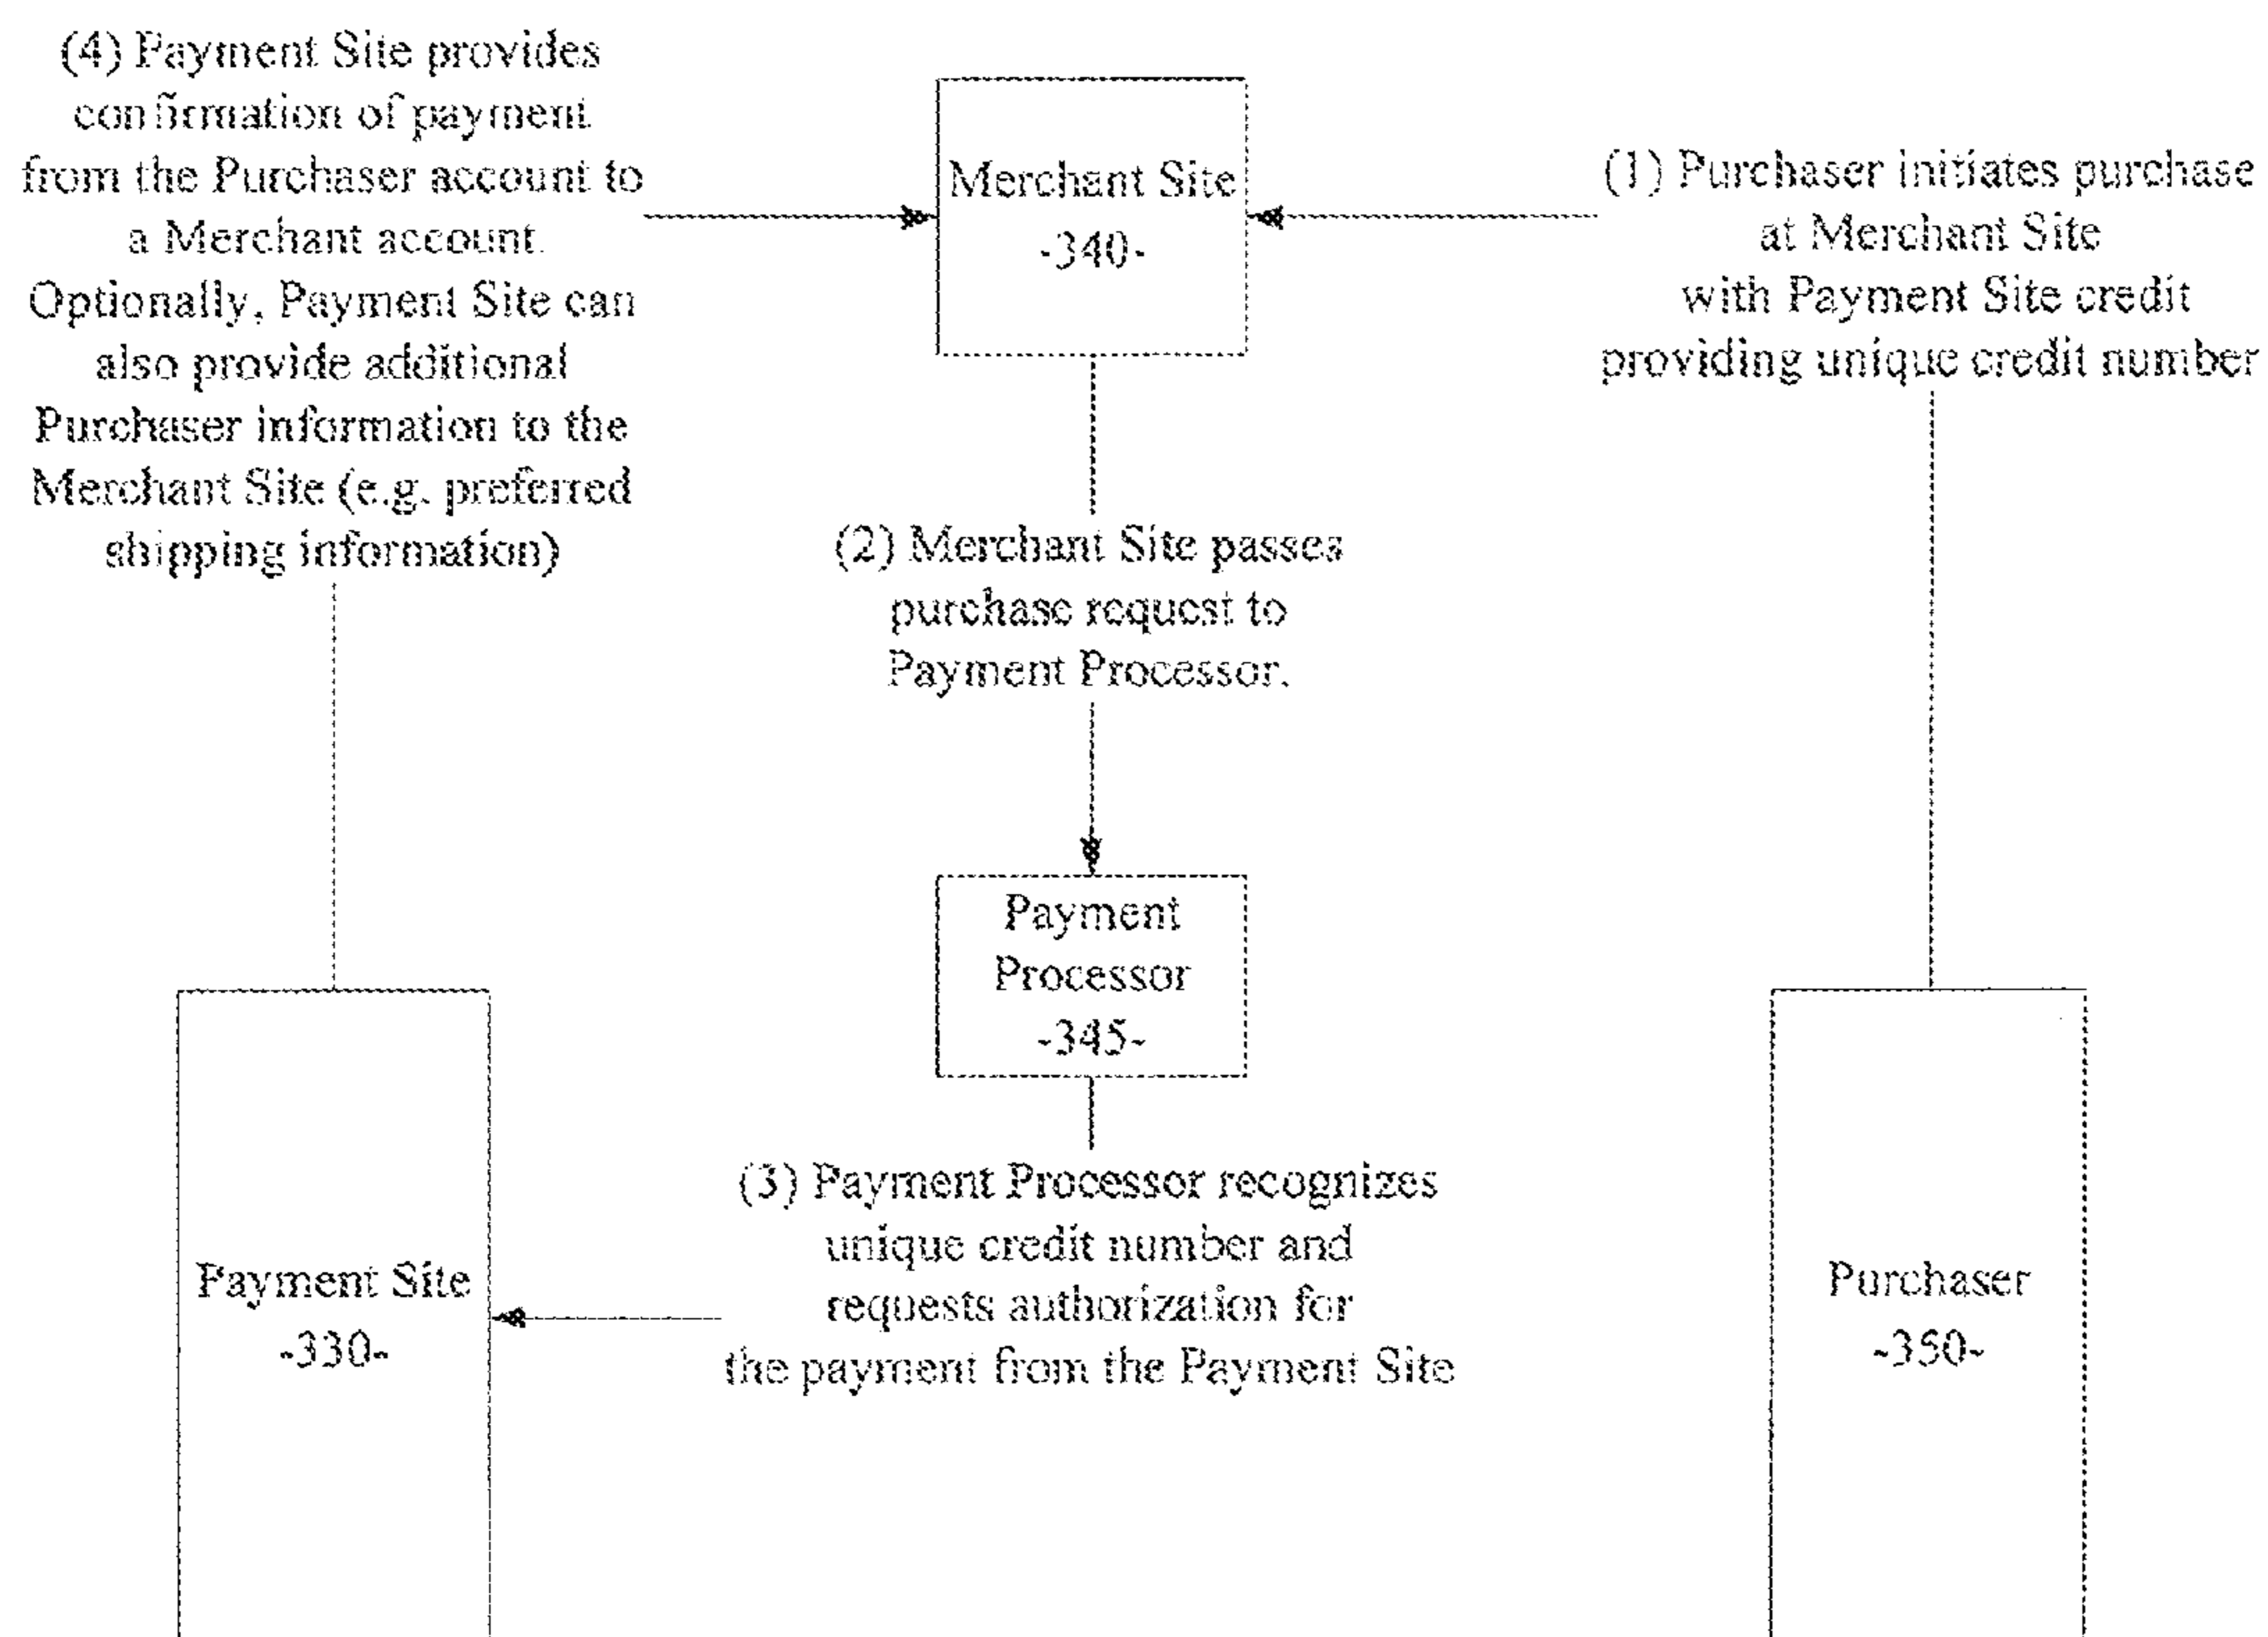 (4) Payment Site provides
confirmation of payment
from the Purchaser account to
a Merchant account.
Optionally, Payment Site can
also provide additional
Purchaser information to the
Merchant Site (e.g. preferred
shipping information)
Merchant Site
-340-
(1) Purchaser initiates purchase
at Merchant Site
with Payment Site credit
providing unique credit number
(2) Merchant Site passes
purchase request to
Payment Processor.
Payment
Processor
-345-
(3) Payment Processor recognizes
unique credit number and
requests authorization for
the payment from the Payment Site
Payment Site
-330-
Purchaser
-350-